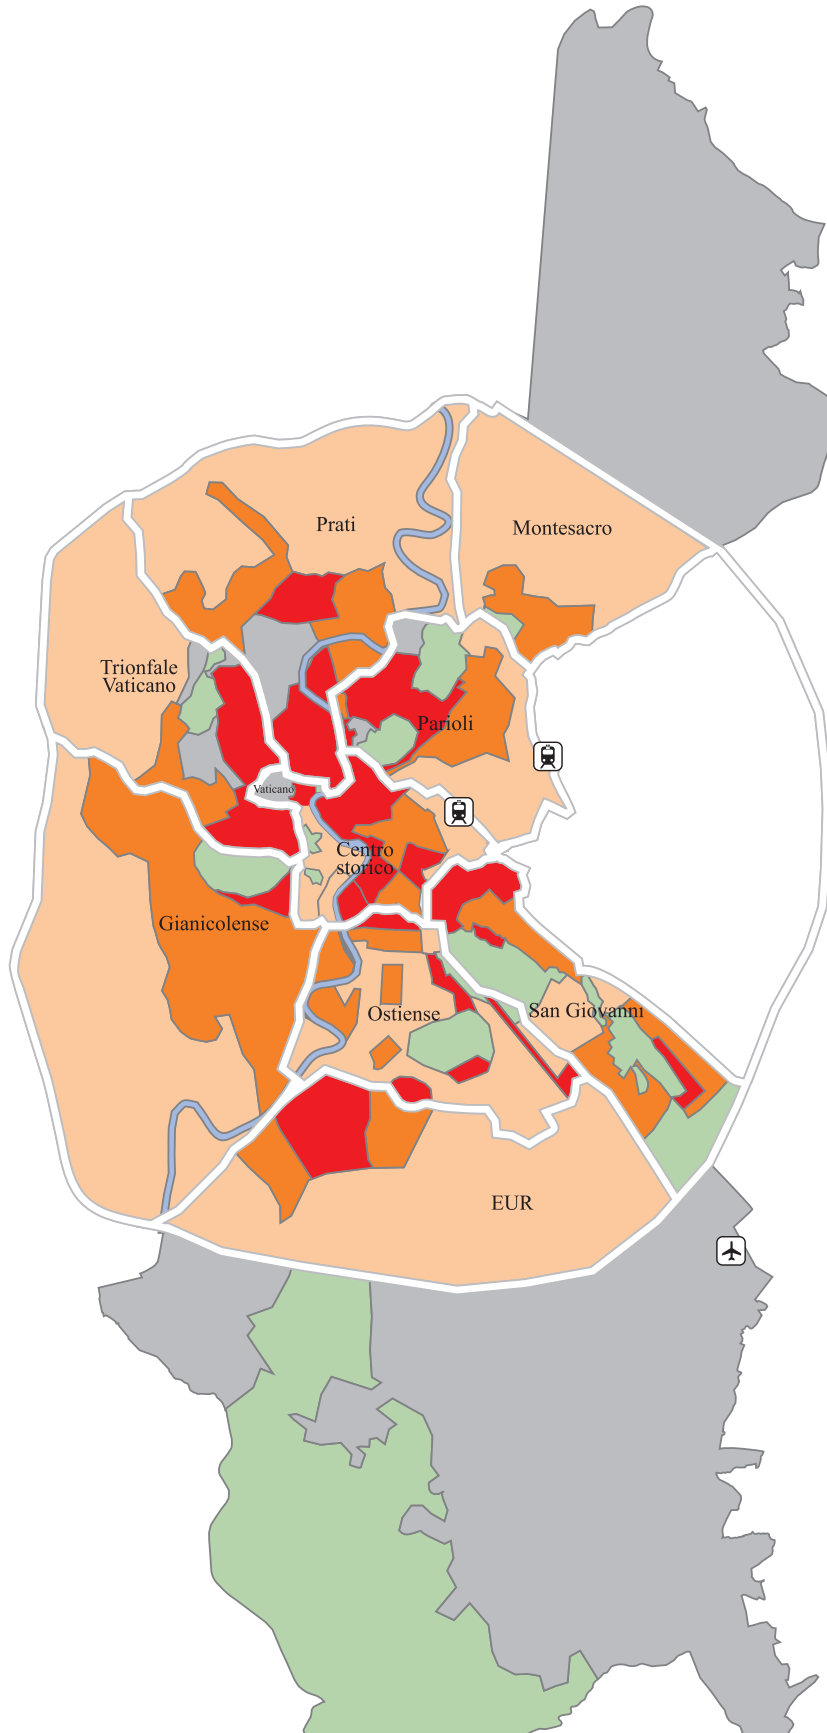 Prati
Montesacro
Trionfale
Vaticano
Parioli
Vaticano
Centro
storico
Gianicolense
Ostiense
San Giovanni
EUR